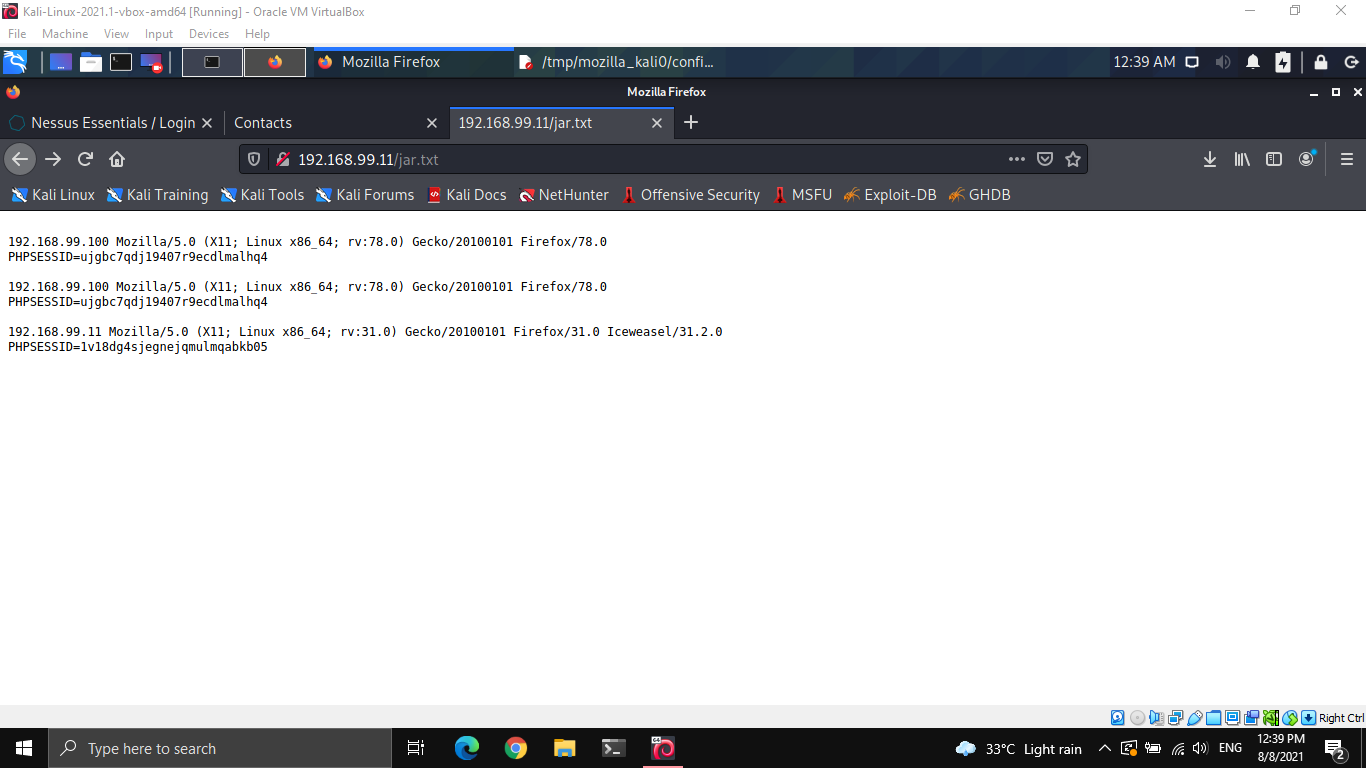 Kali-Linux-2021.1-vbox-amd64 [Running] - Oracle VM VirtualBox
File Machine View Input Devices Help
Mozilla Firefox /tmp/mozilla_kali0/confi... 12:39 AM
Mozilla Firefox
Nessus Essentials / Login Contacts 192.168.99.11/jar.txt
192.168.99.11/jar.txt
Kali Linux Kali Training Kali Tools Kali Forums Kali Docs NetHunter Offensive Security MSFU Exploit-DB GHDB
192.168.99.100 Mozilla/5.0 (X11; Linux x86_64; rv:78.0) Gecko/20100101 Firefox/78.0
PHPSESSID=ujgbc7qdj19407r9ecdlmalhq4
192.168.99.100 Mozilla/5.0 (X11; Linux x86_64; rv:78.0) Gecko/20100101 Firefox/78.0
PHPSESSID=ujgbc7qdj19407r9ecdlmalhq4
192.168.99.11 Mozilla/5.0 (X11; Linux x86_64; rv:31.0) Gecko/20100101 Firefox/31.0 Iceweasel/31.2.0
PHPSESSID=1v18dg4sjegnejqmulmqabkb05
Right Ctrl
Type here to search 33°C Light rain ENG 12:39 PM
8/8/2021 2